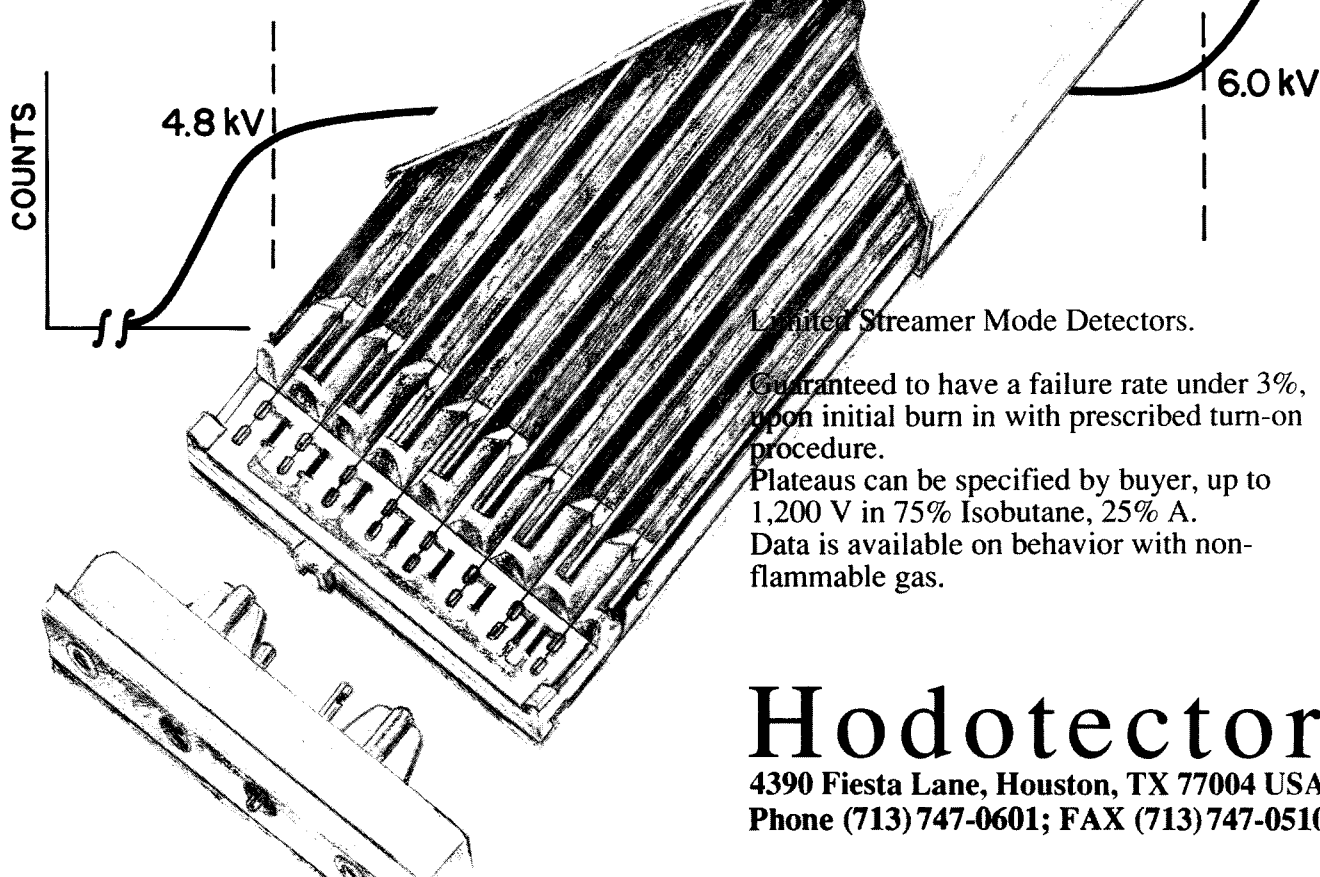 COUNTS
4.8 kV
6.0 kV
Limited Streamer Mode Detectors.
Guaranteed to have a failure rate under 3%,
upon initial burn in with prescribed turn-on
procedure.
Plateaus can be specified by buyer, up to
1,200 V in 75% Isobutane, 25% A.
Data is available on behavior with non-
flammable gas.
Hodotector
4390 Fiesta Lane, Houston, TX 77004 USA
Phone (713) 747-0601; FAX (713) 747-0510